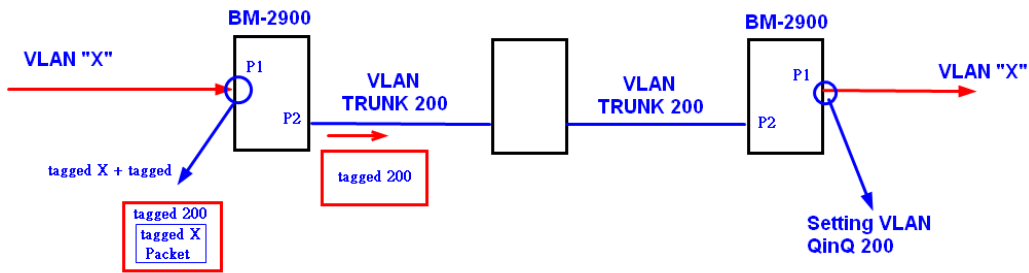 BM-2900
BM-2900
VLAN "X"
P1
VLAN
TRUNK 200
VLAN
TRUNK 200
P1
VLAN "X"
P2
P2
tagged X + tagged
tagged 200
tagged 200
tagged X
Packet
Setting VLAN
QinQ 200